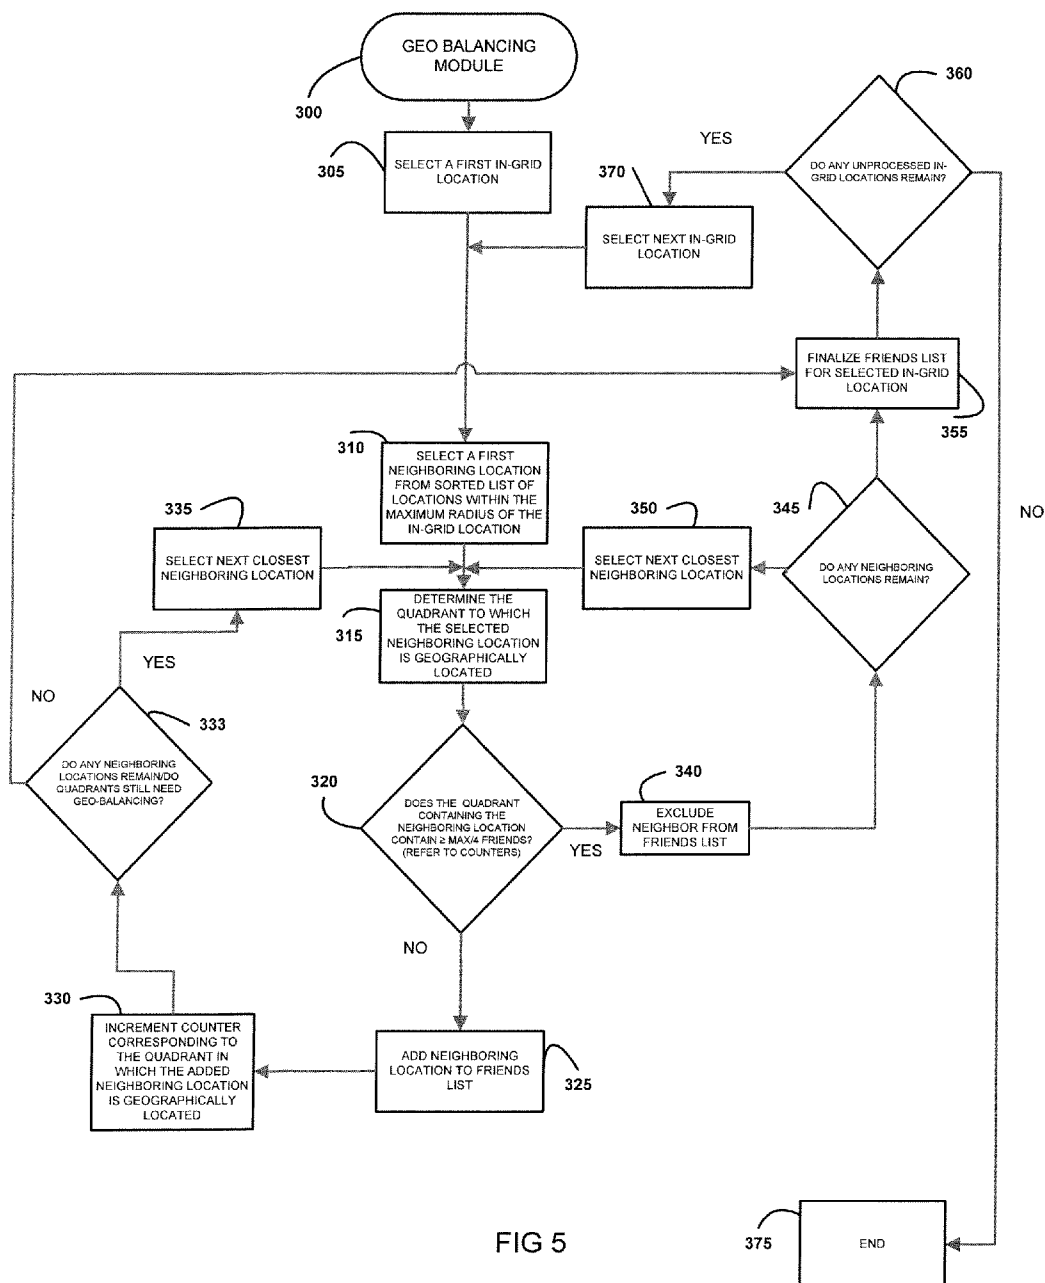 GEO BALANCING
MODULE
300
305
SELECT A FIRST IN-GRID
LOCATION
360
YES
DO ANY UNPROCESSED IN-
GRID LOCATIONS REMAIN?
370
SELECT NEXT IN-GRID
LOCATION
FINALIZE FRIENDS LIST
FOR SELECTED IN-GRID
LOCATION
355
310
SELECT A FIRST
NEIGHBORING LOCATION
FROM SORTED LIST OF
LOCATIONS WITHIN THE
MAXIMUM RADIUS OF THE
IN-GRID LOCATION
335
SELECT NEXT CLOSEST
NEIGHBORING LOCATION
350
SELECT NEXT CLOSEST
NEIGHBORING LOCATION
345
DO ANY NEIGHBORING
LOCATIONS REMAIN?
NO
315
DETERMINE THE
QUADRANT TO WHICH
THE SELECTED
NEIGHBORING LOCATION
IS GEOGRAPHICALLY
LOCATED
YES
NO
333
DO ANY NEIGHBORING
LOCATIONS REMAIN/DO
QUADRANTS STILL NEED
GEO-BALANCING?
320
DOES THE QUADRANT
CONTAINING THE
NEIGHBORING LOCATION
CONTAIN ≥ MAX/4 FRIENDS?
(REFER TO COUNTERS)
YES
340
EXCLUDE
NEIGHBOR FROM
FRIENDS LIST
NO
330
INCREMENT COUNTER
CORRESPONDING TO
THE QUADRANT IN
WHICH THE ADDED
NEIGHBORING LOCATION
IS GEOGRAPHICALLY
LOCATED
ADD NEIGHBORING
LOCATION TO FRIENDS
LIST
325
FIG 5
375
END